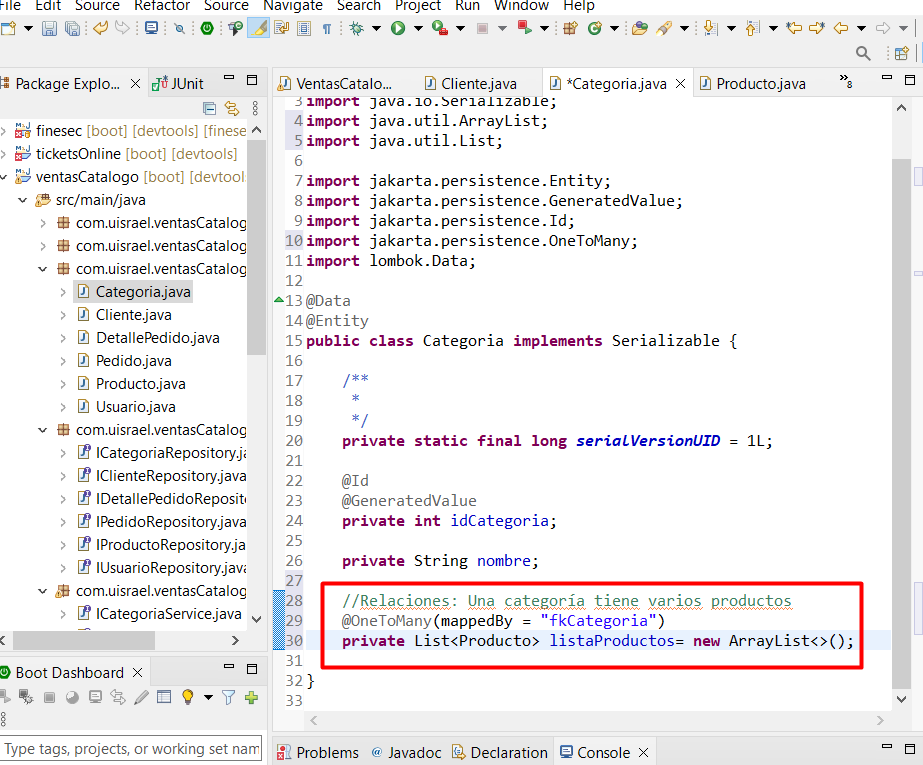 File Edit Source Refactor Source Navigate Search Project Run Window Help
Package Explo... JUnit
VentasCatalo... Cliente.java *Categoria.java Producto.java 8
finesec [boot] [devtools] [finese
ticketsOnline [boot] [devtools]
ventasCatalogo [boot] [devtool
src/main/java
com.uisrael.ventasCatalog
com.uisrael.ventasCatalog
com.uisrael.ventasCatalog
Categoria.java
Cliente.java
DetallePedido.java
Pedido.java
Producto.java
Usuario.java
com.uisrael.ventasCatalog
ICategoriaRepository.ja
IClienteRepository.java
IDetallePedidoReposito
IPedidoRepository.java
IProductoRepository.ja
IUsuarioRepository.java
com.uisrael.ventasCatalog
ICategoriaService.java
3 import java.io.Serializable;
4 import java.util.ArrayList;
5 import java.util.List;
6
7 import jakarta.persistence.Entity;
8 import jakarta.persistence.GeneratedValue;
9 import jakarta.persistence.Id;
10 import jakarta.persistence.OneToMany;
11 import lombok.Data;
12
13 @Data
14 @Entity
15 public class Categoria implements Serializable {
16
17 /**
18 *
19 */
20 private static final long serialVersionUID = 1L;
21
22 @Id
23 @GeneratedValue
24 private int idCategoria;
25
26 private String nombre;
27
28 //Relaciones: Una categoría tiene varios productos
29 @OneToMany(mappedBy = "fkCategoria")
30 private List<Producto> listaProductos= new ArrayList<>();
31
32 }
33
Boot Dashboard
Type tags, projects, or working set nam
Problems Javadoc Declaration Console